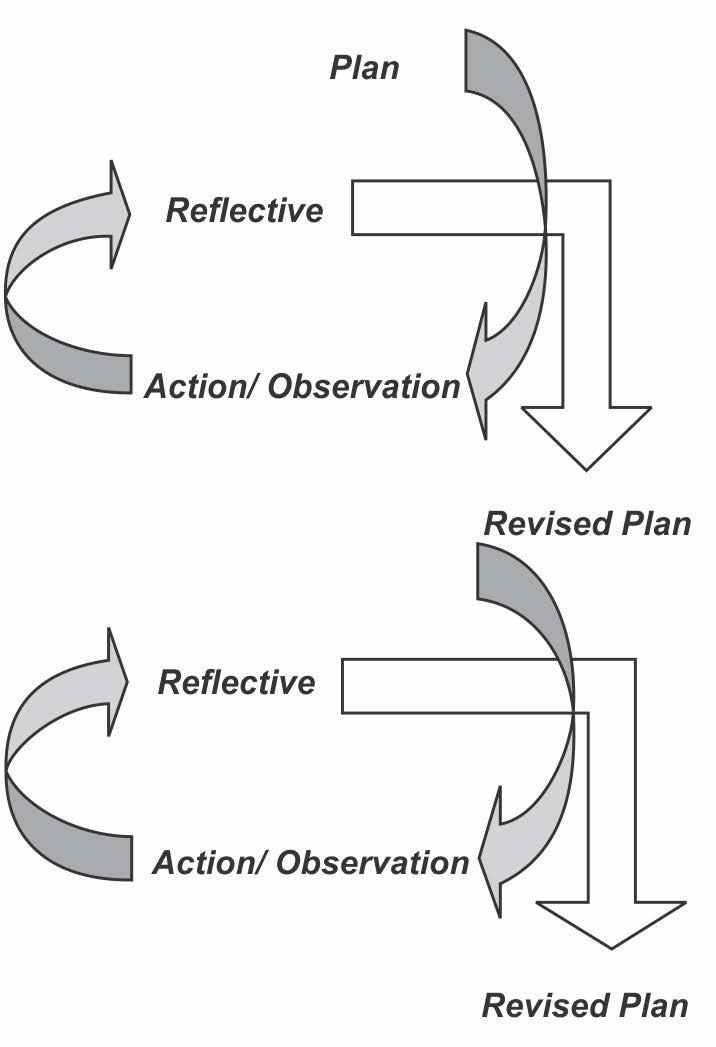 Plan
Reflective
Action/ Observation
Revised Plan
Reflective
Action/ Observation
Revised Plan